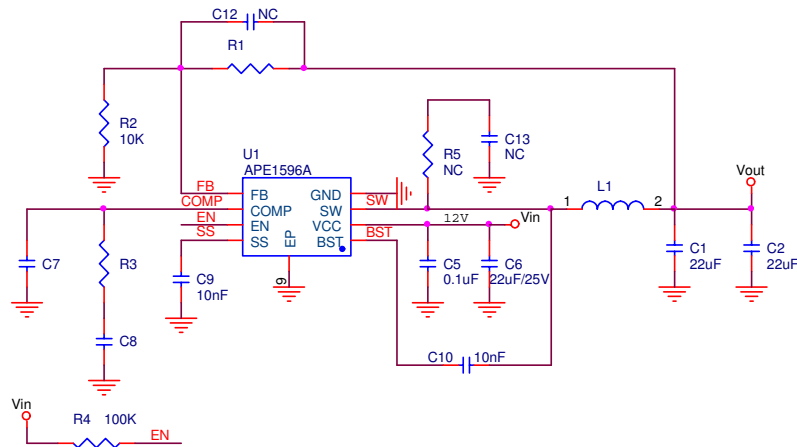 C12 NC
R1
R2
10K
U1
APE1596A
R5
NC
C13
NC
Vout
L1
1 2
FB
COMP
EN
SS
FB
COMP
EN
SS
EP
GND
SW
VCC
BST
SW
12V
Vin
BST
9
C7
R3
C8
C9
10nF
C5
0.1uF
C6
22uF/25V
C1
22uF
C2
22uF
C10 10nF
Vin
R4 100K
EN